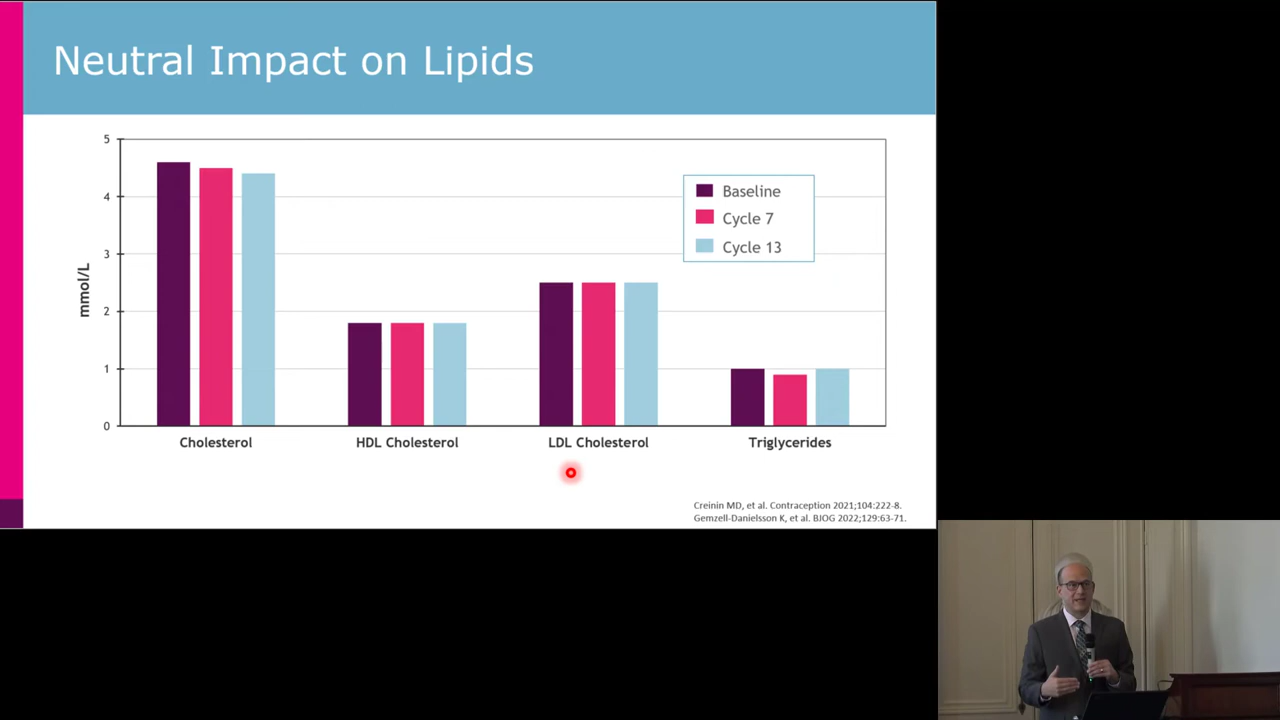 Neutral Impact on Lipids
5
4
3
2
1
0
mmol/L
Baseline
Cycle 7
Cycle 13
Cholesterol
HDL Cholesterol
LDL Cholesterol
Triglycerides
Creinin MD, et al. Contraception 2021;104:222-8.
Gemzell-Danielsson K, et al. BJOG 2022;129:63-71.